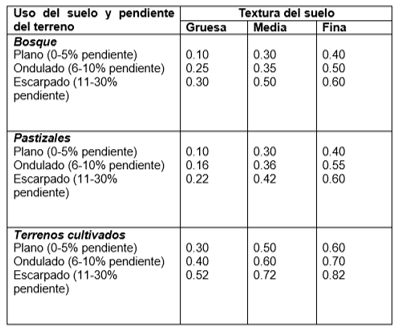 Uso del suelo y pendiente del terreno
Textura del suelo
Gruesa Media Fina
Bosque
Plano (0-5% pendiente) 0.10 0.30 0.40
Ondulado (6-10% pendiente) 0.25 0.35 0.50
Escarpado (11-30% pendiente) 0.30 0.50 0.60
Pastizales
Plano (0-5% pendiente) 0.10 0.30 0.40
Ondulado (6-10% pendiente) 0.16 0.36 0.55
Escarpado (11-30% pendiente) 0.22 0.42 0.60
Terrenos cultivados
Plano (0-5% pendiente) 0.30 0.50 0.60
Ondulado (6-10% pendiente) 0.40 0.60 0.70
Escarpado (11-30% pendiente) 0.52 0.72 0.82